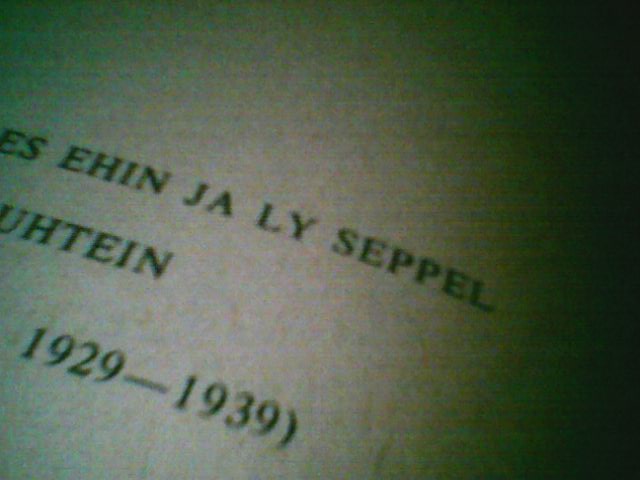 ES EHIN JA LY SEPPEL
UHTEIN
1929—1939)